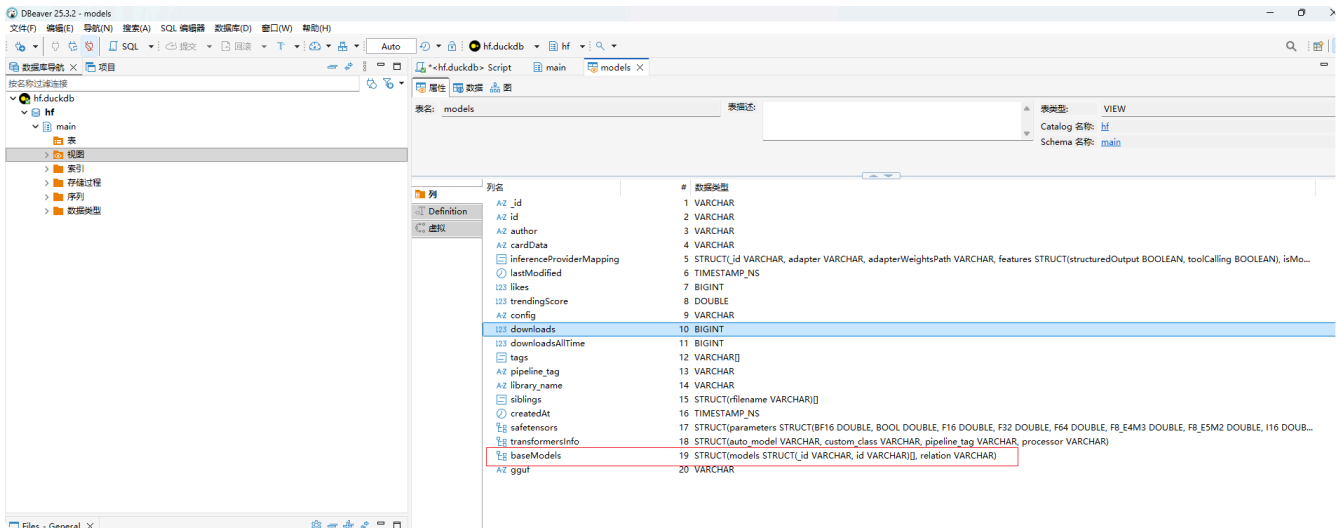 DBeaver 25.3.2 - models
文件(F) 编辑(E) 导航(N) 搜索(A) SQL 编辑器 数据库(D) 窗口(W) 帮助(H)
SQL 提交 回滚 T Auto hf.duckdb hf
数据库导航 项目
*<hf.duckdb> Script main models
按名称过滤连接
属性 数据 图
hf.duckdb
hf
main
表
视图
索引
存储过程
序列
数据类型
表名: models 表描述: 表类型: VIEW
Catalog 名称: hf
Schema 名称: main
列
Definition
虚拟
列名 # 数据类型
A-Z _id 1 VARCHAR
A-Z id 2 VARCHAR
A-Z author 3 VARCHAR
A-Z cardData 4 VARCHAR
inferenceProviderMapping 5 STRUCT(_id VARCHAR, adapter VARCHAR, adapterWeightsPath VARCHAR, features STRUCT(structuredOutput BOOLEAN, toolCalling BOOLEAN), isMo...
lastModified 6 TIMESTAMP_NS
123 likes 7 BIGINT
123 trendingScore 8 DOUBLE
A-Z config 9 VARCHAR
123 downloads 10 BIGINT
123 downloadsAllTime 11 BIGINT
tags 12 VARCHAR[]
A-Z pipeline_tag 13 VARCHAR
A-Z library_name 14 VARCHAR
siblings 15 STRUCT(rfilename VARCHAR)[]
createdAt 16 TIMESTAMP_NS
safetensors 17 STRUCT(parameters STRUCT(BF16 DOUBLE, BOOL DOUBLE, F16 DOUBLE, F32 DOUBLE, F64 DOUBLE, F8_E4M3 DOUBLE, F8_E5M2 DOUBLE, I16 DOUB...
transformersInfo 18 STRUCT(auto_model VARCHAR, custom_class VARCHAR, pipeline_tag VARCHAR, processor VARCHAR)
baseModels 19 STRUCT(models STRUCT(_id VARCHAR, id VARCHAR)[], relation VARCHAR)
A-Z gguf 20 VARCHAR
Files - General